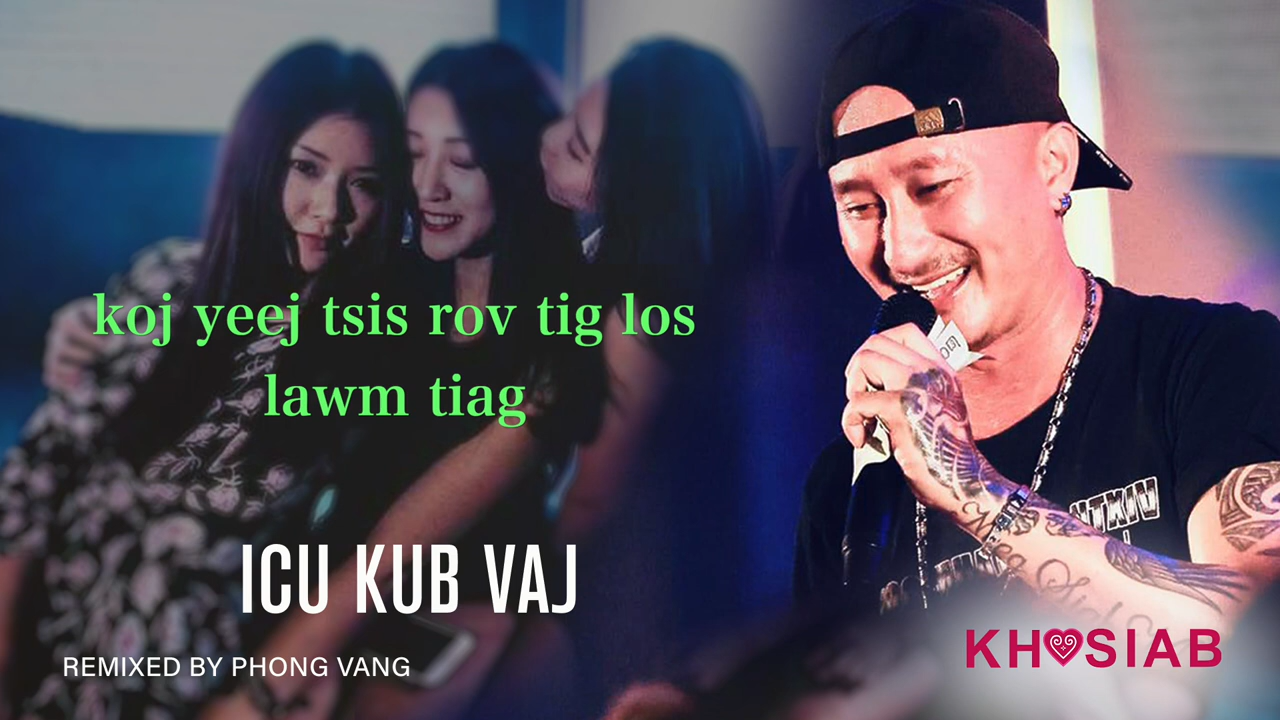 koj yeej tsis rov tig los
lawm tiag
ICU KUB VAJ
REMIXED BY PHONG VANG
KHOSIAB